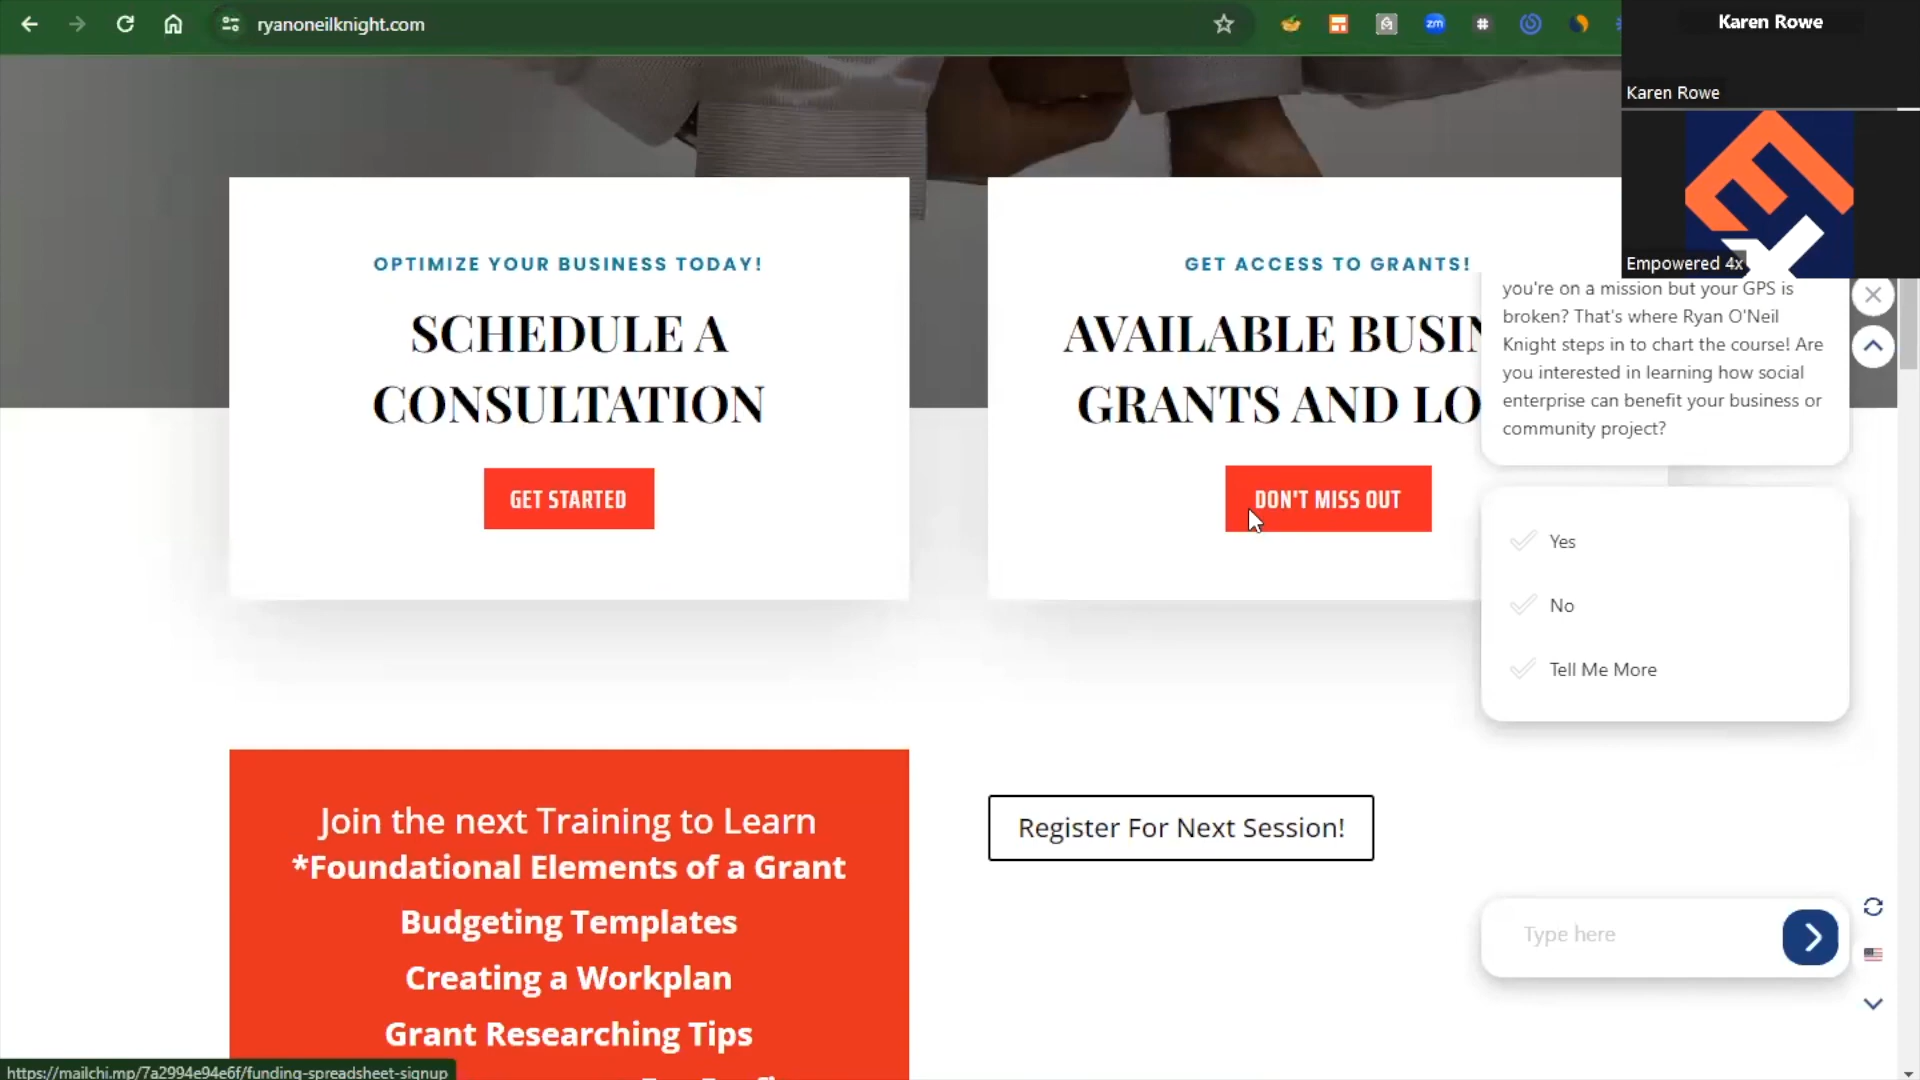 ryanoneilknight.com
zm
Karen Rowe
Karen Rowe
Empowered 4x
OPTIMIZE YOUR BUSINESS TODAY!
SCHEDULE A
CONSULTATION
GET STARTED
GET ACCESS TO GRANTS!
AVAILABLE BUSIN
GRANTS AND LO
DON'T MISS OUT
you're on a mission but your GPS is
broken? That's where Ryan O'Neil
Knight steps in to chart the course! Are
you interested in learning how social
enterprise can benefit your business or
community project?
Yes
No
Tell Me More
Join the next Training to Learn
*Foundational Elements of a Grant
Budgeting Templates
Creating a Workplan
Grant Researching Tips
Register For Next Session!
Type here
https://mailchi.mp/7a2994e94e6f/funding-spreadsheet-signup